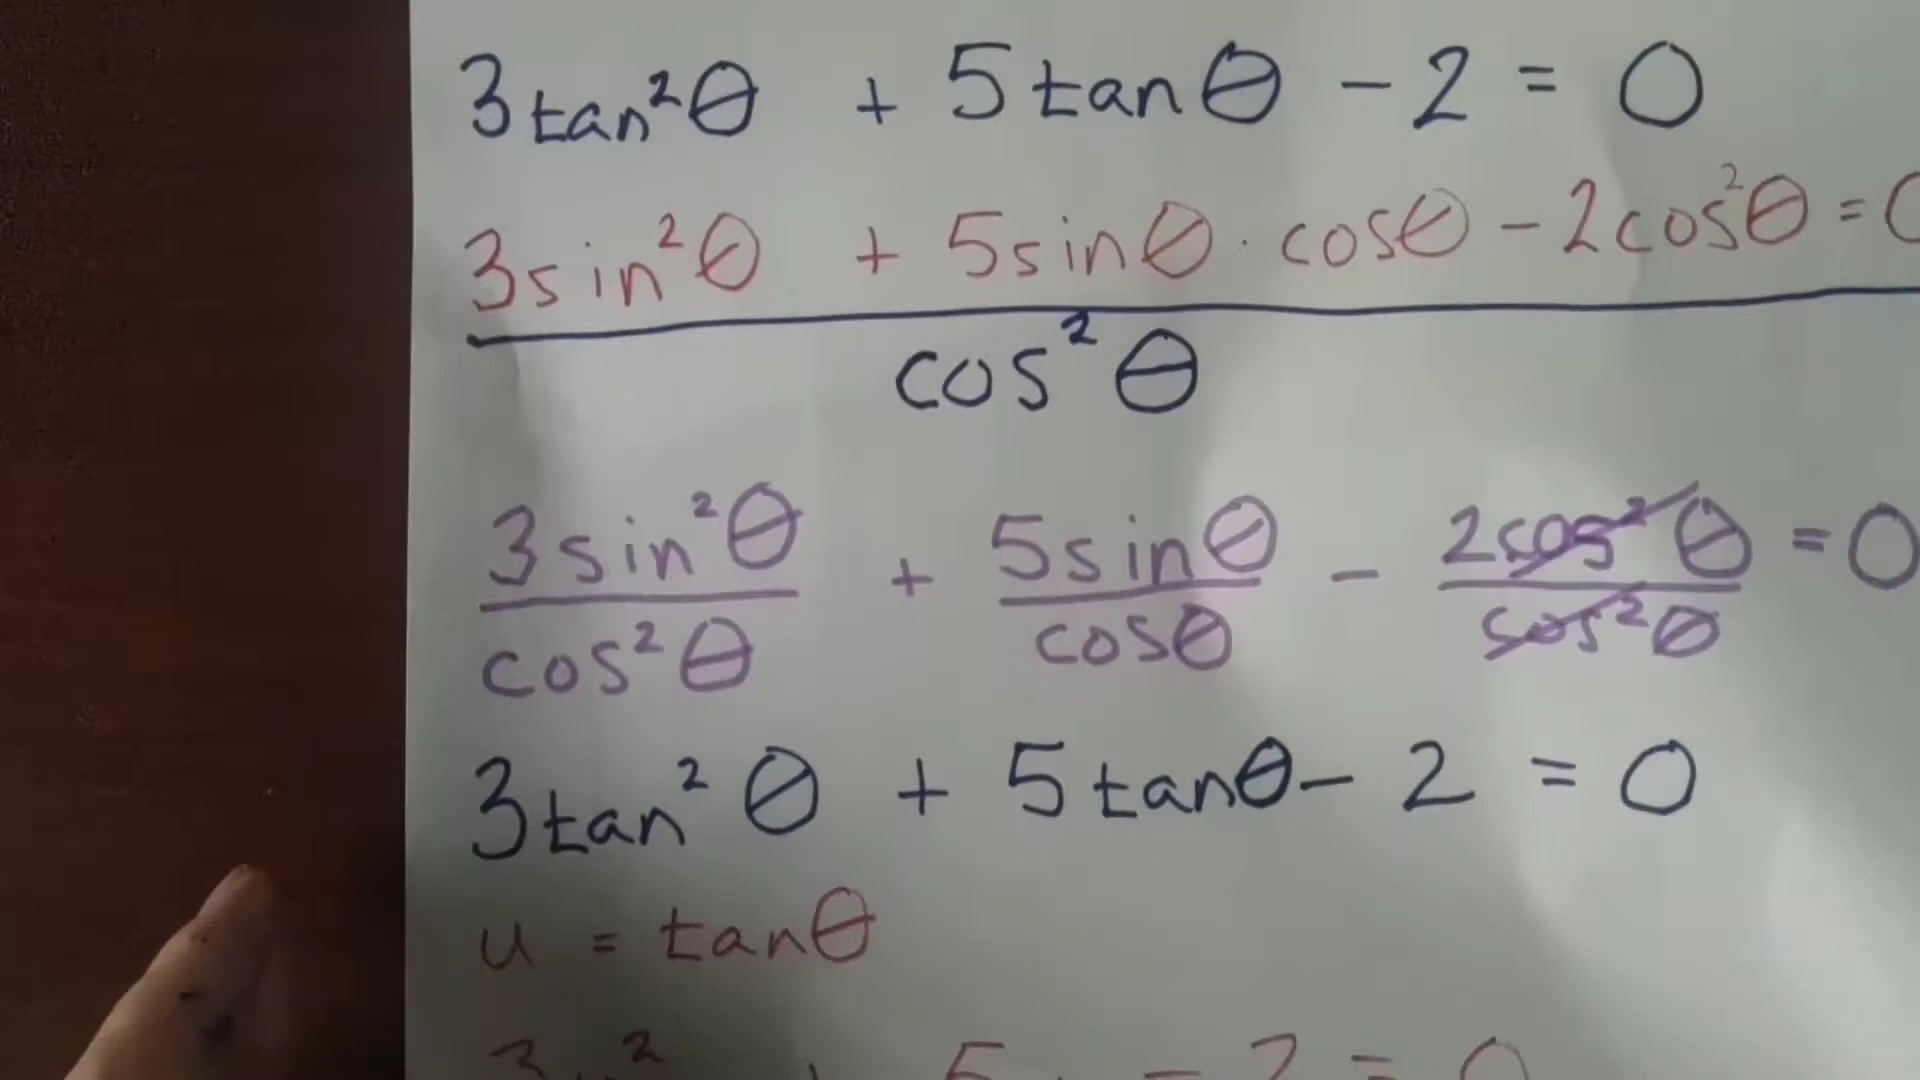 3tan²θ + 5tanθ - 2 = 0
3sin²θ + 5sinθ · cosθ - 2cos²θ = 0
cos²θ
3sin²θ + 5sinθ - 2cos²θ = 0
cos²θ cosθ cos²θ
3tan²θ + 5tanθ - 2 = 0
u = tanθ